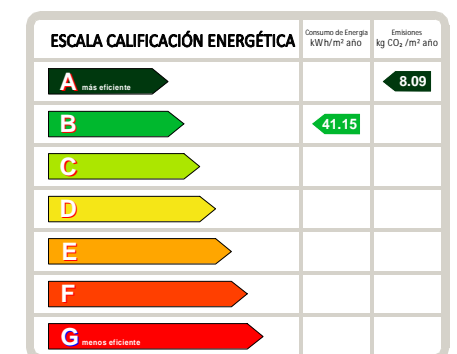 ESCALA CALIFICACIÓN ENERGÉTICA
Consumo de Energía
kWh/m² año
Emisiones
kg CO₂ /m² año
A más eficiente
8.09
B
41.15
C
D
E
F
G menos eficiente